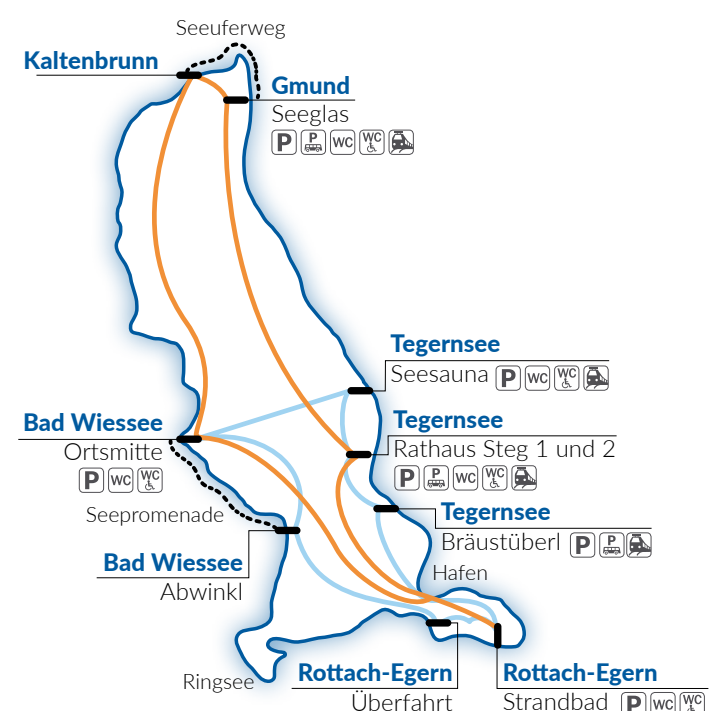 Seeuferweg
Kaltenbrunn
Gmund
Seeglas
P P WC WC
Tegernsee
Seesauna P WC WC
Tegernsee
Rathaus Steg 1 und 2
P P WC WC
Bad Wiessee
Ortsmitte
P WC WC
Seepromenade
Tegernsee
Bräustüberl P P
Hafen
Bad Wiessee
Abwinkl
Ringsee
Rottach-Egern
Überfahrt
Rottach-Egern
Strandbad P WC WC